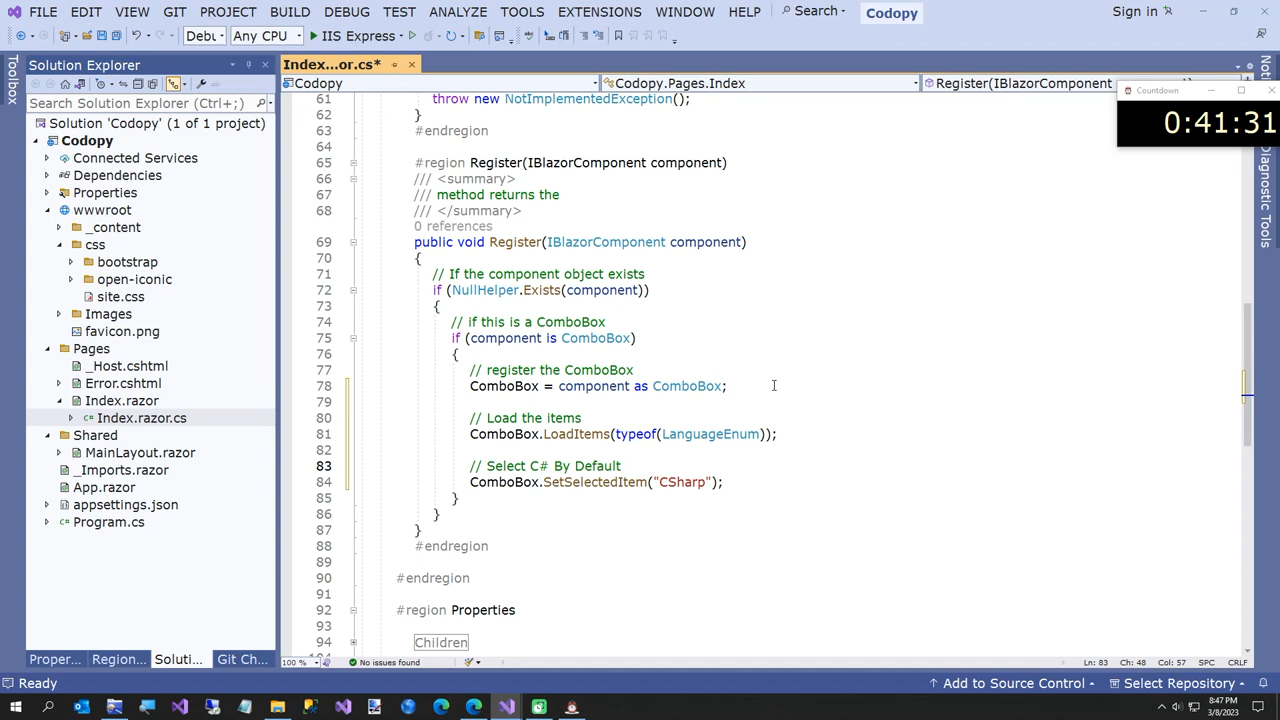 FILE EDIT VIEW GIT PROJECT BUILD DEBUG TEST ANALYZE TOOLS EXTENSIONS WINDOW HELP Search Codopy Sign in
Any CPU IIS Express
Toolbox
Solution Explorer
Index...or.cs*
Codopy Codopy.Pages.Index Register(IBlazorComponent
Countdown
0:41:31
Diagnostic Tools
Search Solution Explorer (Ctrl+;)
Solution 'Codopy' (1 of 1 project)
Codopy
Connected Services
Dependencies
Properties
wwwroot
_content
css
bootstrap
open-iconic
site.css
Images
favicon.png
Pages
_Host.cshtml
Error.cshtml
Index.razor
Index.razor.cs
Shared
MainLayout.razor
_Imports.razor
App.razor
appsettings.json
Program.cs
Proper... Region... Soluti... Git Ch...
61 throw new NotImplementedException();
62 }
63 #endregion
64
65 #region Register(IBlazorComponent component)
66 /// <summary>
67 /// method returns the
68 /// </summary>
0 references
69 public void Register(IBlazorComponent component)
70 {
71 // If the component object exists
72 if (NullHelper.Exists(component))
73 {
74 // if this is a ComboBox
75 if (component is ComboBox)
76 {
77 // register the ComboBox
78 ComboBox = component as ComboBox;
79
80 // Load the items
81 ComboBox.LoadItems(typeof(LanguageEnum));
82
83 // Select C# By Default
84 ComboBox.SetSelectedItem("CSharp");
85 }
86 }
87 }
88 #endregion
89
90 #endregion
91
92 #region Properties
93
94 Children
100 % No issues found Ln: 83 Ch: 48 Col: 57 SPC CRLF
Ready Add to Source Control Select Repository
8:47 PM
3/8/2023